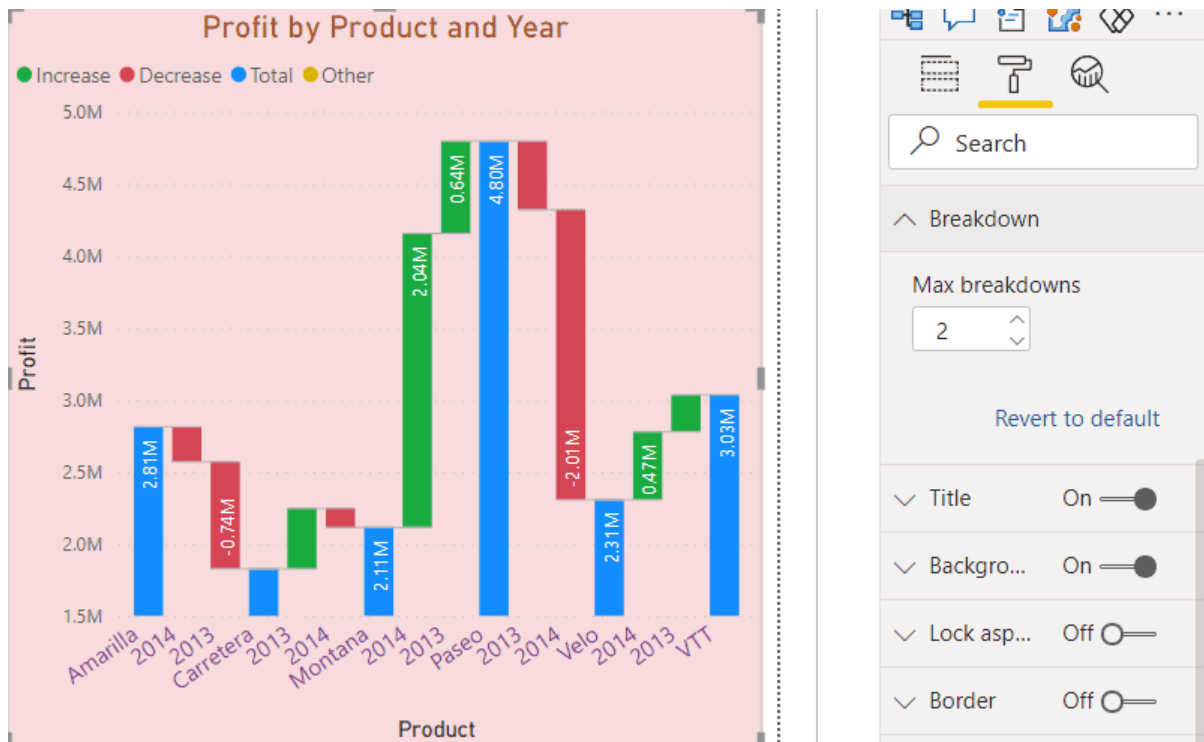 Profit by Product and Year
Increase Decrease Total Other
5.0M
4.5M
4.0M
3.5M
3.0M
2.5M
2.0M
1.5M
Profit
2.81M
-0.74M
2.11M
2.04M
0.64M
4.80M
-2.01M
2.31M
0.47M
3.03M
Amarilla 2014 2013 Carretera 2013 2014 Montana 2014 2013 Paseo 2013 2014 Velo 2014 2013 VTT
Product
Search
Breakdown
Max breakdowns
2
Revert to default
Title On
Backgro... On
Lock asp... Off
Border Off